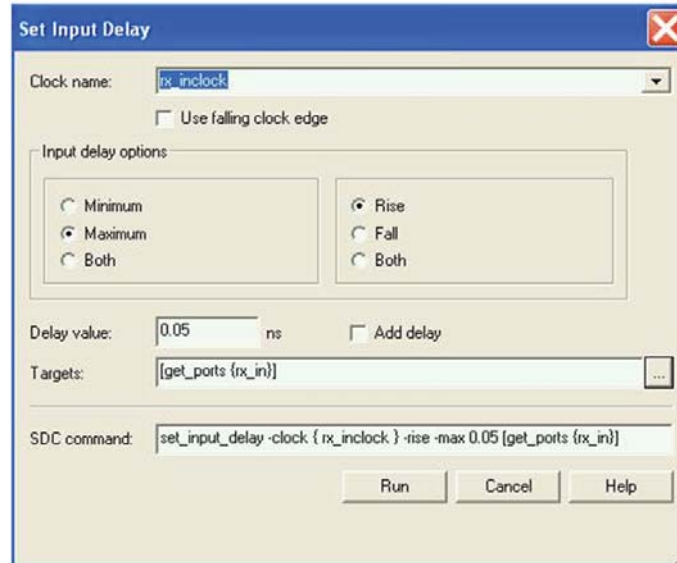 Set Input Delay
Clock name: rx_inclock
Use falling clock edge
Input delay options
Minimum Rise
Maximum Fall
Both Both
Delay value: 0.05 ns Add delay
Targets: [get_ports {rx_in}] ...
SDC command: set_input_delay -clock { rx_inclock } -rise -max 0.05 [get_ports {rx_in}]
Run Cancel Help